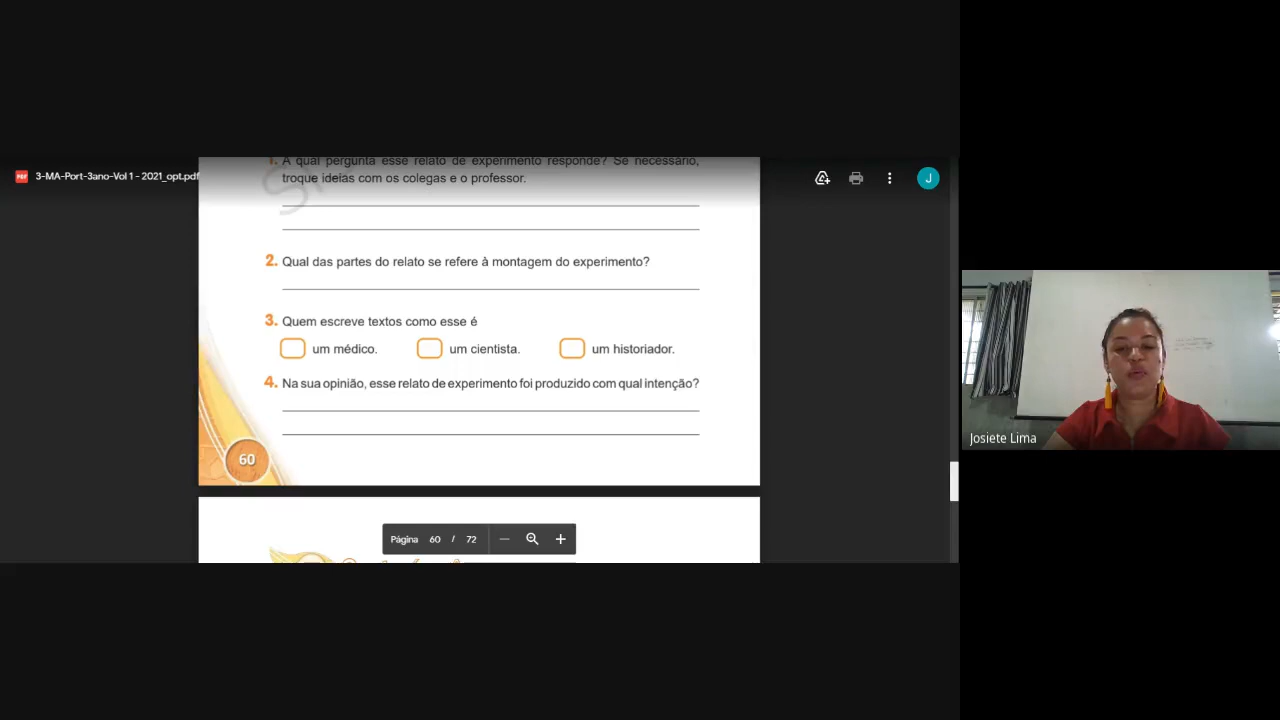 3-MA-Port-3ano-Vol 1 - 2021_opt.pdf
J
1. A qual pergunta esse relato de experimento responde? Se necessário,
troque ideias com os colegas e o professor.
2. Qual das partes do relato se refere à montagem do experimento?
3. Quem escreve textos como esse é
um médico. um cientista. um historiador.
4. Na sua opinião, esse relato de experimento foi produzido com qual intenção?
60
Página 60 / 72
Josiete Lima